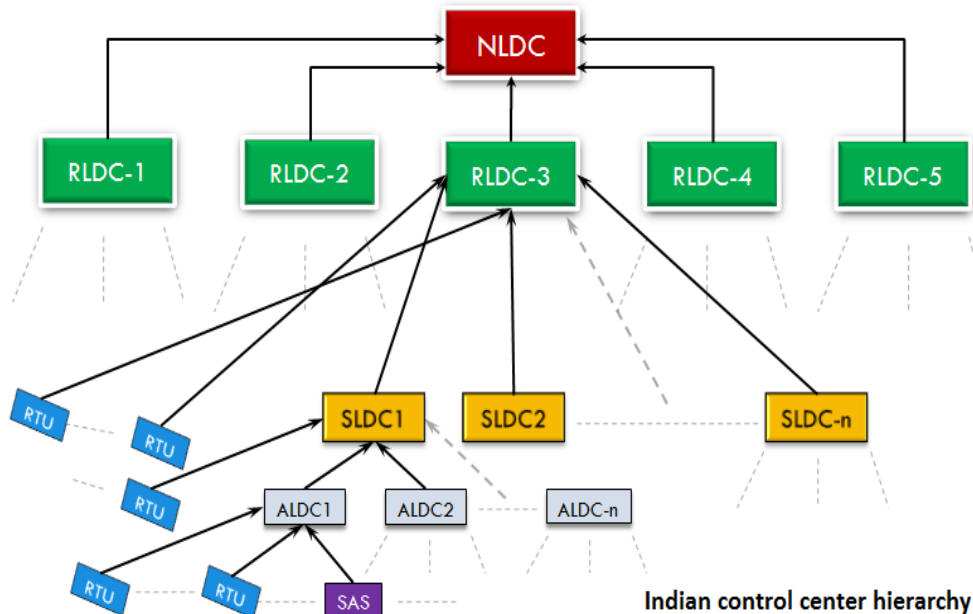 NLDC
RLDC-1
RLDC-2
RLDC-3
RLDC-4
RLDC-5
RTU
RTU
SLDC1
SLDC2
SLDC-n
RTU
ALDC1
ALDC2
ALDC-n
RTU
RTU
SAS
Indian control center hierarchy